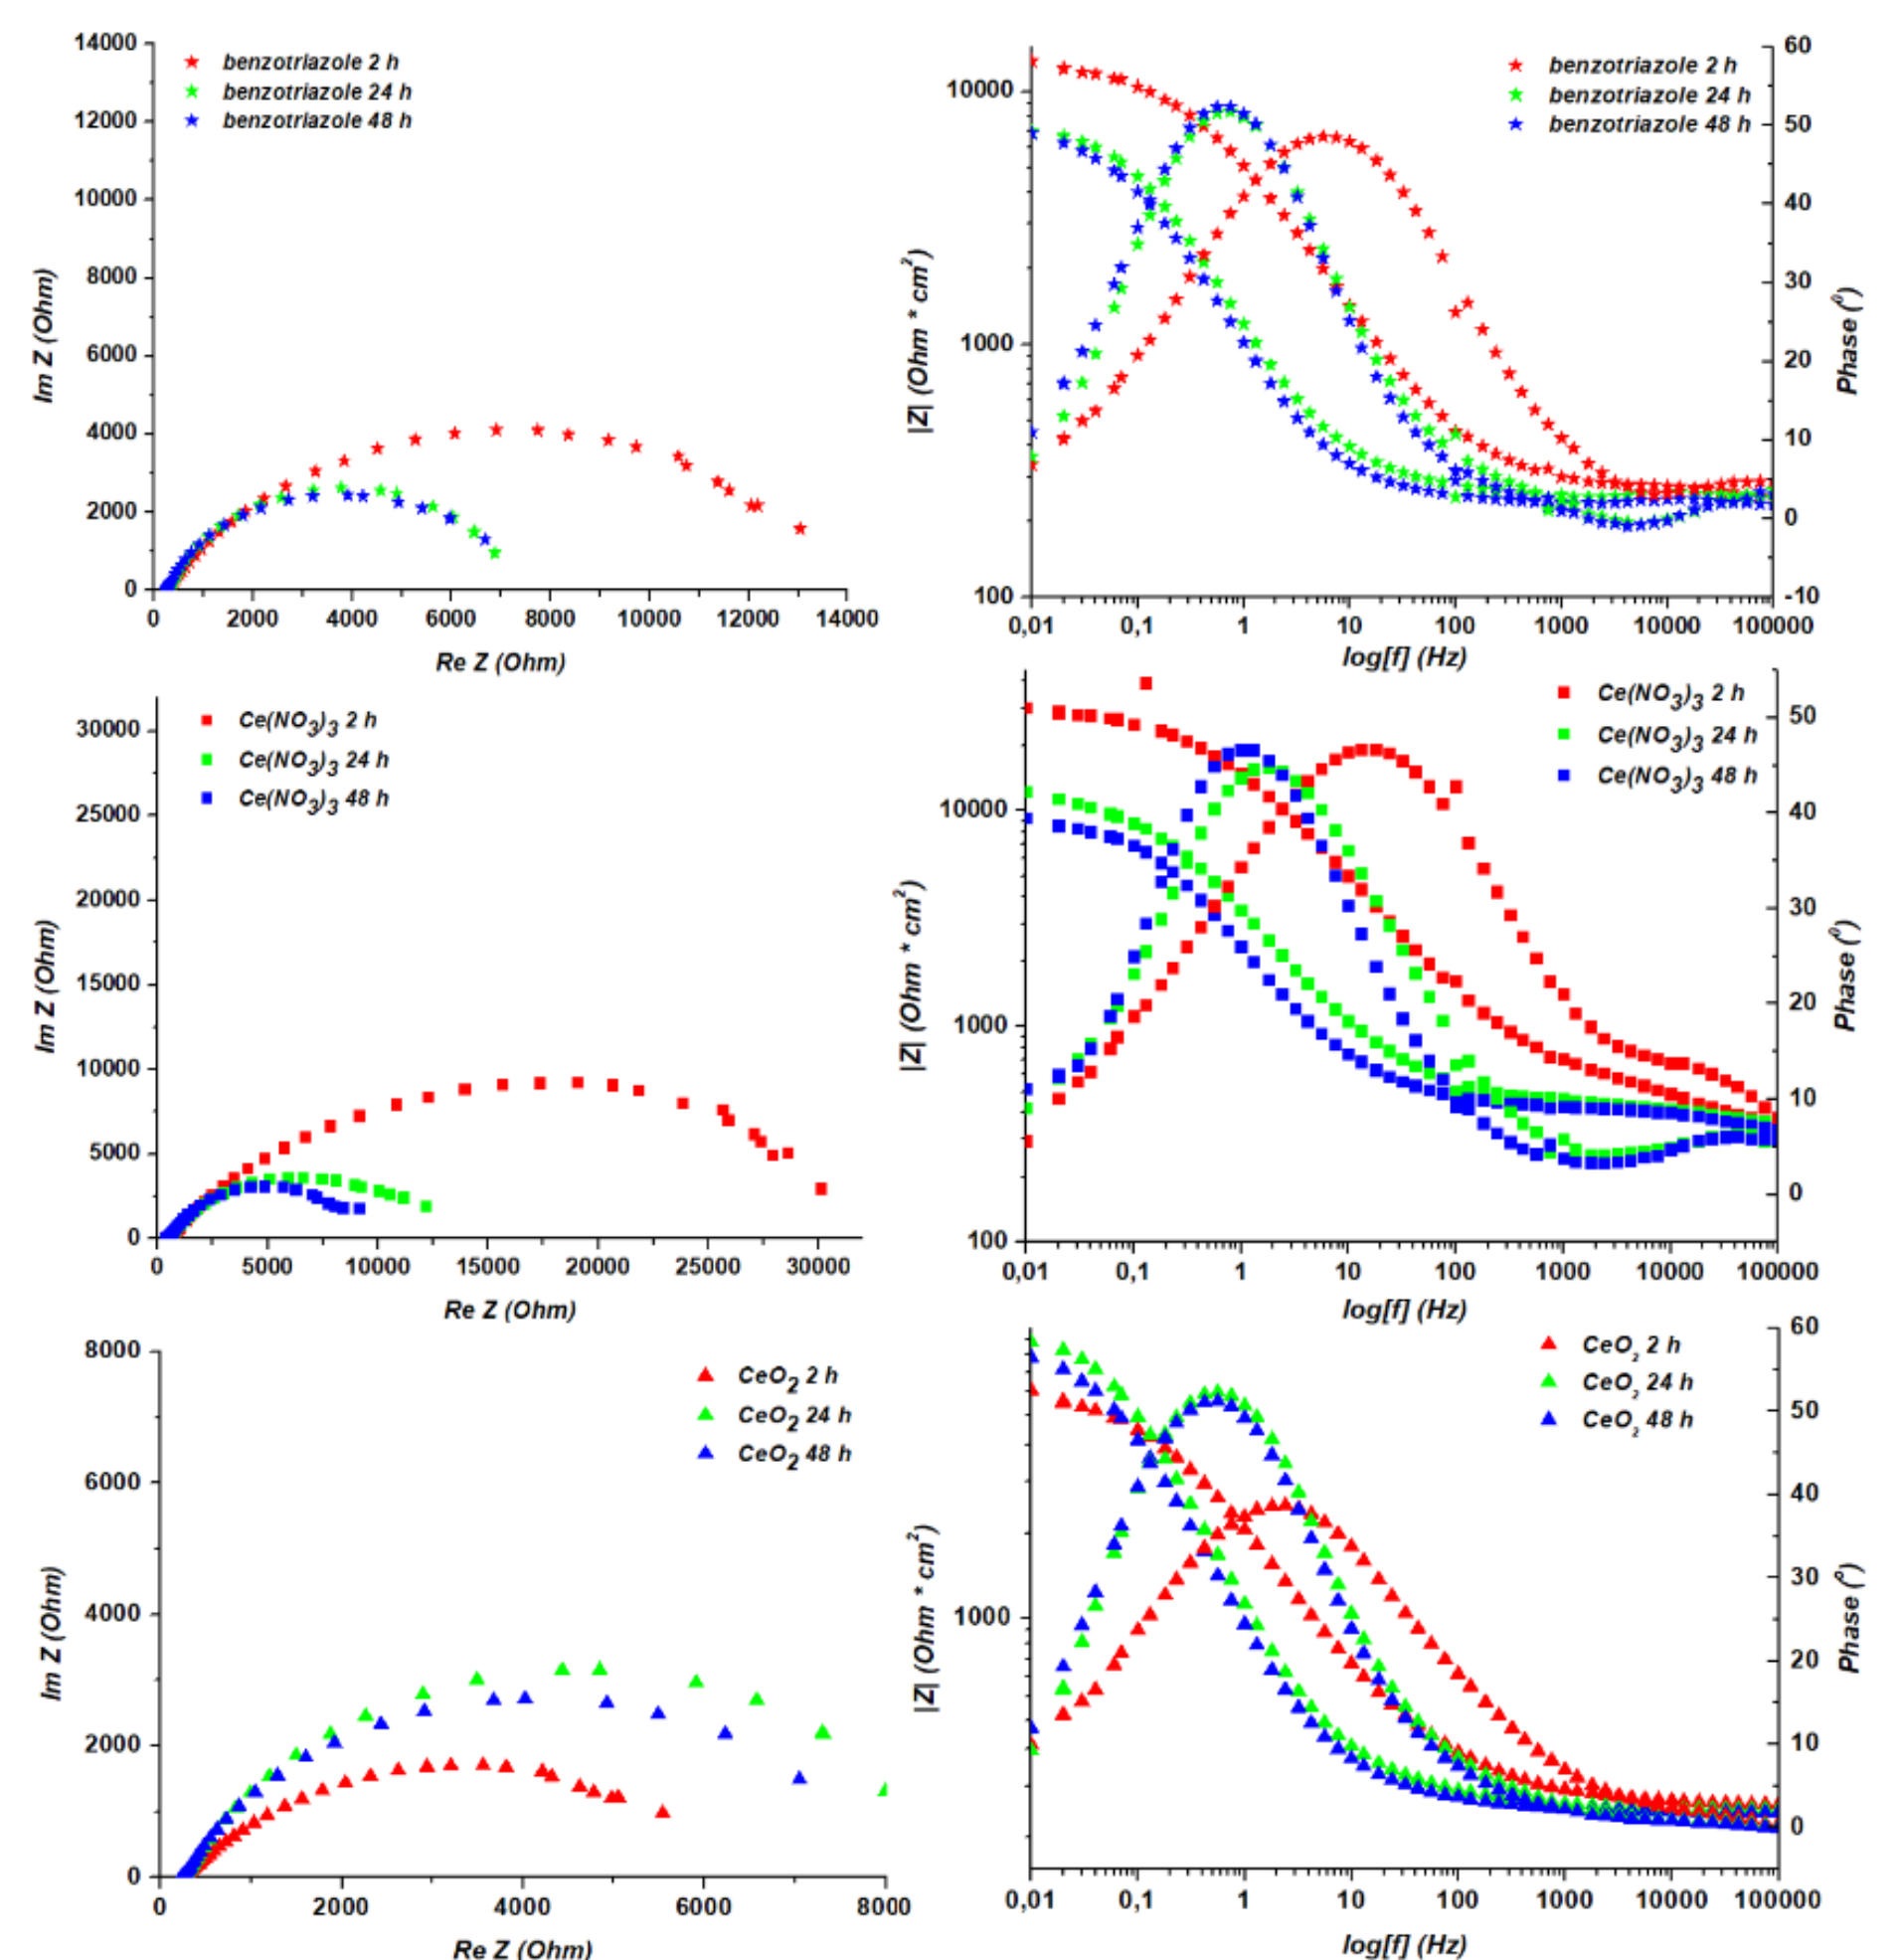 14000
12000
10000
8000
6000
4000
2000
0
Im Z (Ohm)
benzotriazole 2 h
benzotriazole 24 h
benzotriazole 48 h
0 2000 4000 6000 8000 10000 12000 14000
Re Z (Ohm)
10000
1000
100
|Z| (Ohm * cm²)
benzotriazole 2 h
benzotriazole 24 h
benzotriazole 48 h
60
50
40
30
20
10
0
-10
Phase (⁰)
0,01 0,1 1 10 100 1000 10000 100000
log[f] (Hz)
30000
25000
20000
15000
10000
5000
0
Im Z (Ohm)
Ce(NO₃)₃ 2 h
Ce(NO₃)₃ 24 h
Ce(NO₃)₃ 48 h
0 5000 10000 15000 20000 25000 30000
Re Z (Ohm)
10000
1000
100
|Z| (Ohm * cm²)
Ce(NO₃)₃ 2 h
Ce(NO₃)₃ 24 h
Ce(NO₃)₃ 48 h
50
40
30
20
10
0
Phase (⁰)
0,01 0,1 1 10 100 1000 10000 100000
log[f] (Hz)
8000
6000
4000
2000
0
Im Z (Ohm)
CeO₂ 2 h
CeO₂ 24 h
CeO₂ 48 h
0 2000 4000 6000 8000
Re Z (Ohm)
1000
|Z| (Ohm * cm²)
CeO₂ 2 h
CeO₂ 24 h
CeO₂ 48 h
60
50
40
30
20
10
0
Phase (⁰)
0,01 0,1 1 10 100 1000 10000 100000
log[f] (Hz)